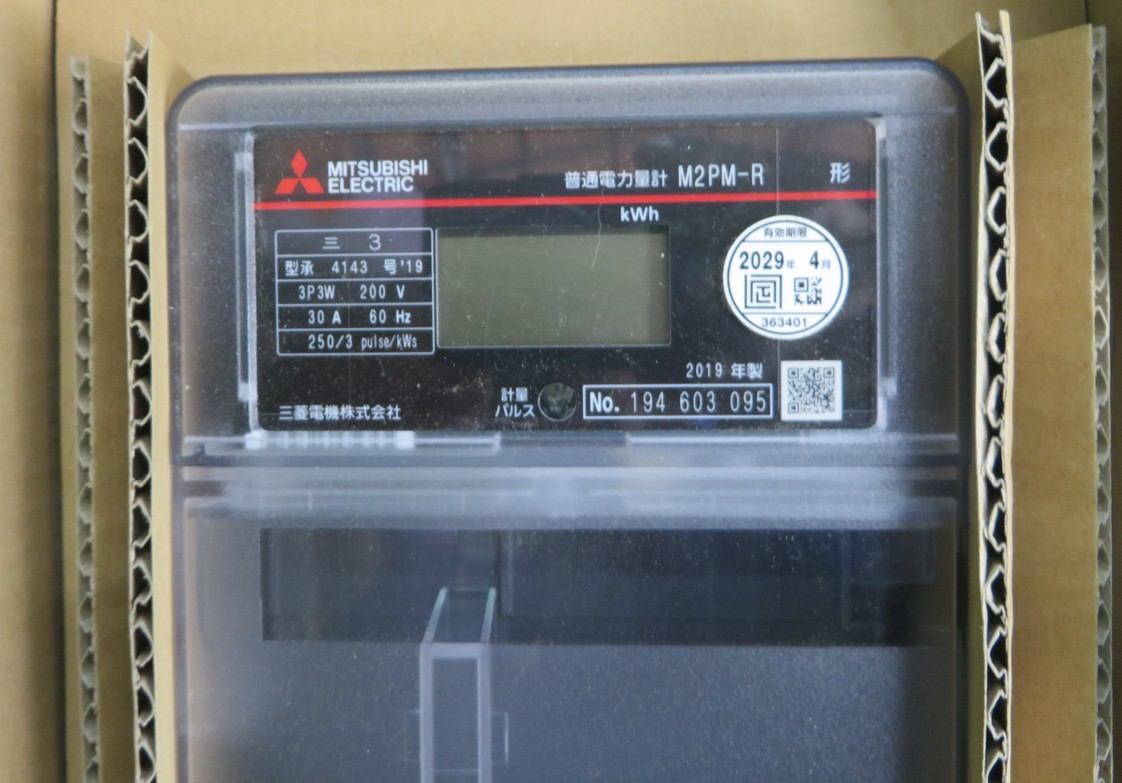 MITSUBISHI
ELECTRIC
普通電力量計 M2PM-R 形
kWh
三 3
型承 4143 号'19
3P3W 200 V
30 A 60 Hz
250/3 pulse/kWs
有効期限
2029年 4月
363401
2019 年製
計量
パルス
No. 194 603 095
三菱電機株式会社